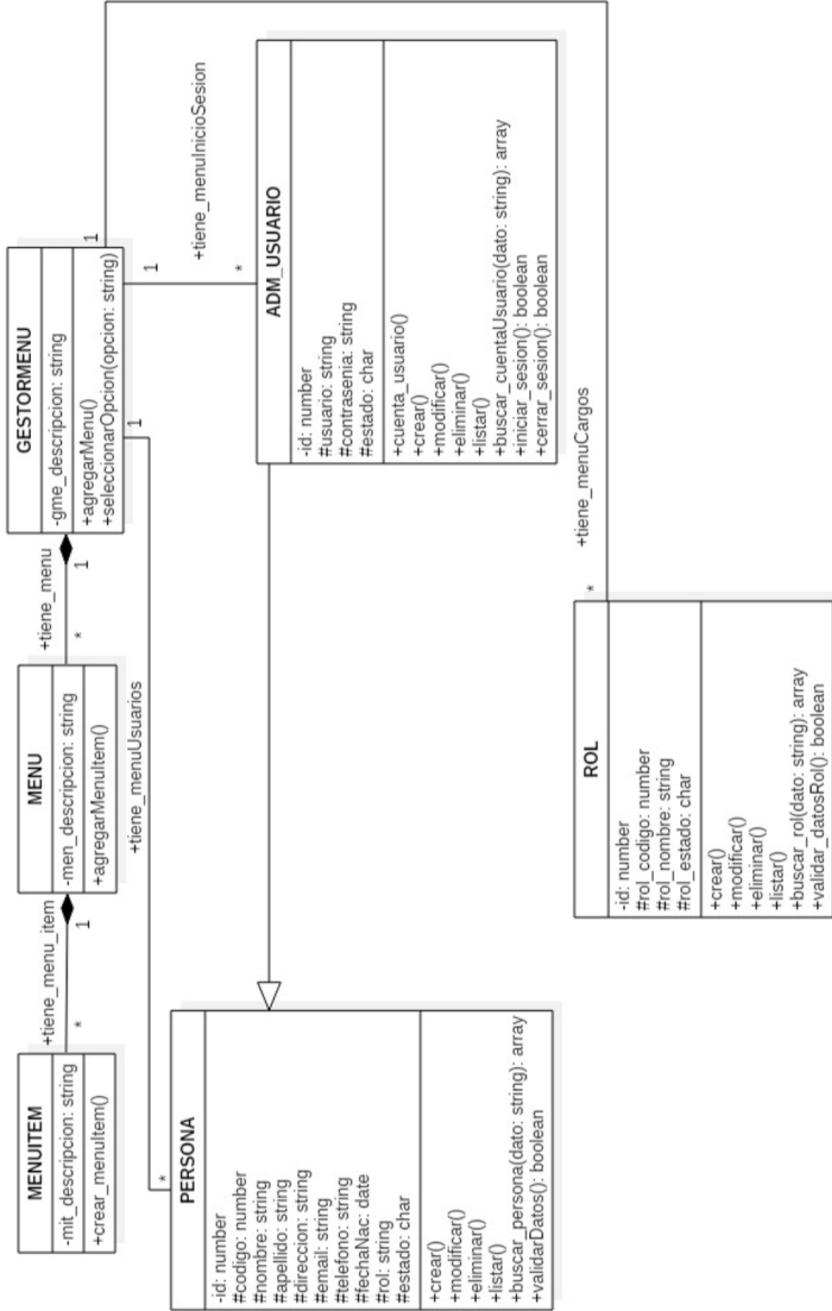 MENUITEM
-mit_descripcion: string
+crear_menuItem()
+tiene_menu_item
*
1
MENU
-men_descripcion: string
+agregarMenuItem()
+tiene_menu
*
1
GESTORMENU
-gme_descripcion: string
+agregarMenu()
+seleccionarOpcion(opcion: string)
1
1
1
+tiene_menuUsuarios
*
+tiene_menuInicioSesion
*
PERSONA
-id: number
#codigo: number
#nombre: string
#apellido: string
#direccion: string
#email: string
#telefono: string
#fechaNac: date
#rol: string
#estado: char
+crear()
+modificar()
+eliminar()
+listar()
+buscar_persona(dato: string): array
+validarDatos(): boolean
ADM_USUARIO
-id: number
#usuario: string
#contrasenia: string
#estado: char
+cuenta_usuario()
+crear()
+modificar()
+eliminar()
+listar()
+buscar_cuentaUsuario(dato: string): array
+iniciar_sesion(): boolean
+cerrar_sesion(): boolean
+tiene_menuCargos
*
ROL
-id: number
#rol_codigo: number
#rol_nombre: string
#rol_estado: char
+crear()
+modificar()
+eliminar()
+listar()
+buscar_rol(dato: string): array
+validar_datosRol(): boolean